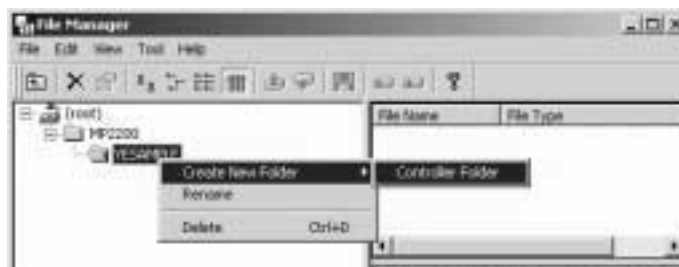 File Manager
File Edit View Tool Help
(root)
File Name File Type
MP2200
YESAMPLE
Create New Folder Controller Folder
Rename
Delete Ctrl+D